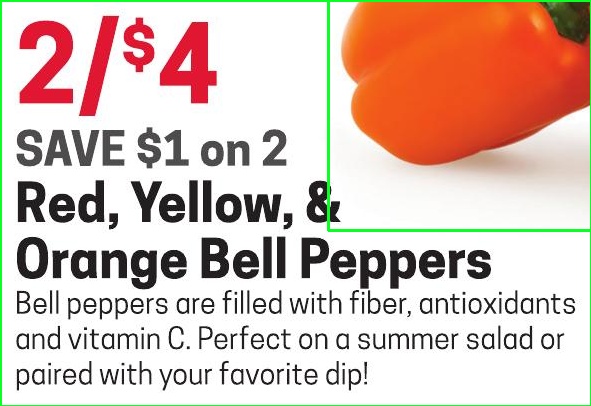 2/$4
SAVE $1 on 2
Red, Yellow, &
Orange Bell Peppers
Bell peppers are filled with fiber, antioxidants
and vitamin C. Perfect on a summer salad or
paired with your favorite dip!